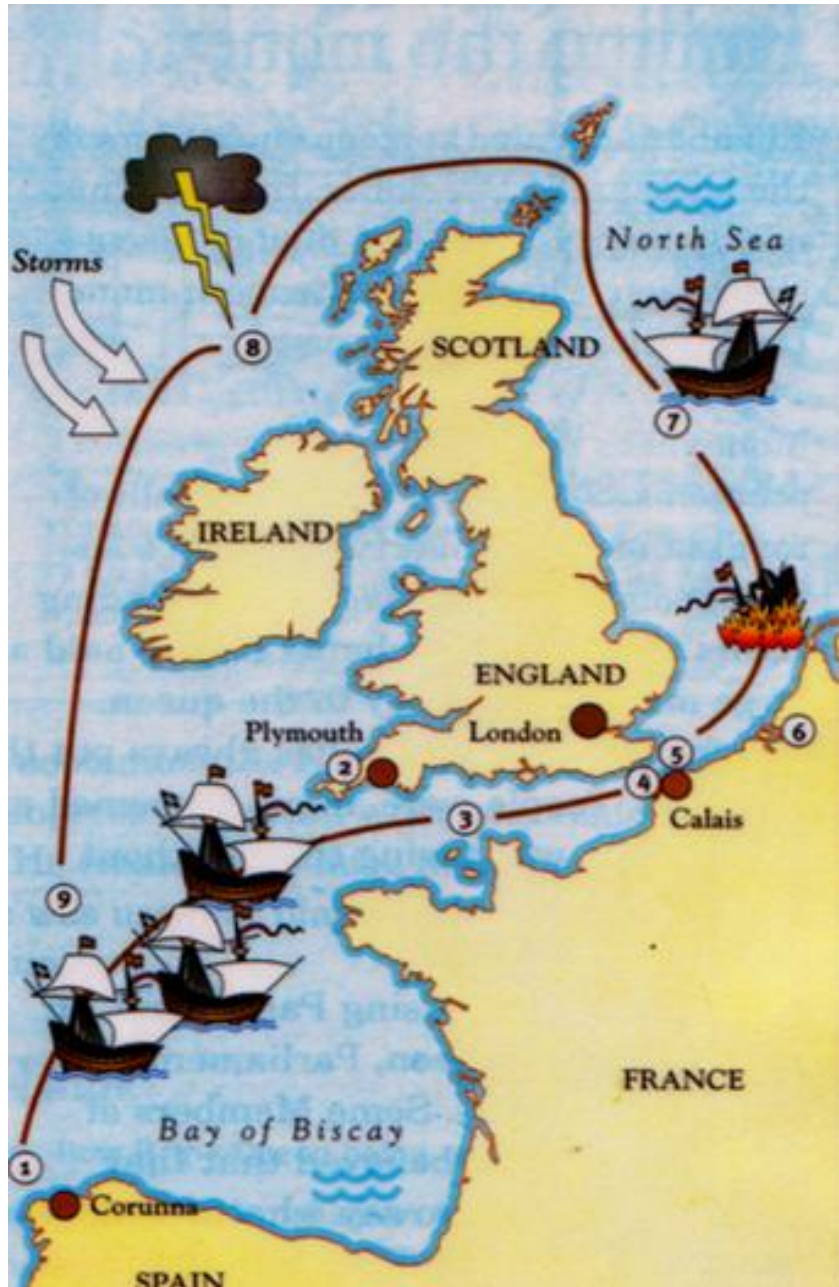 North Sea
Storms
8
SCOTLAND
7
IRELAND
ENGLAND
Plymouth
London
2
5
6
4
Calais
3
9
FRANCE
Bay of Biscay
1
Corunna
SPAIN